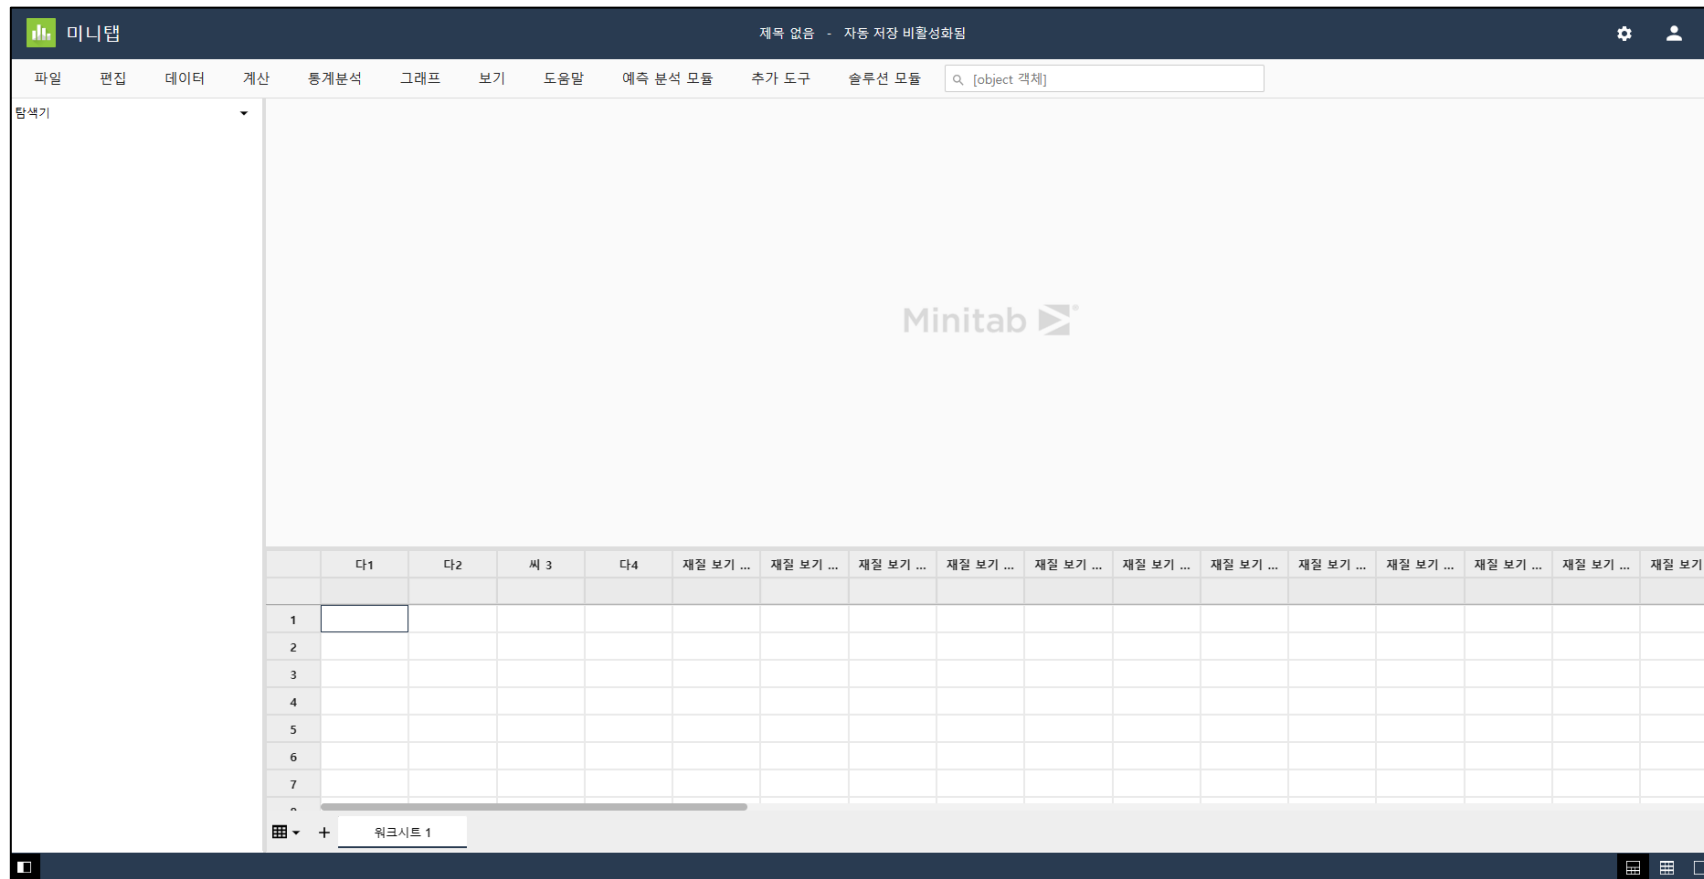 미니탭
제목 없음 - 자동 저장 비활성화됨
파일 편집 데이터 계산 통계분석 그래프 보기 도움말 예측 분석 모듈 추가 도구 솔루션 모듈 [object 객체]
탐색기
Minitab
다1 다2 씨 3 다4 재질 보기 ... 재질 보기 ... 재질 보기 ... 재질 보기 ... 재질 보기 ... 재질 보기 ... 재질 보기 ... 재질 보기 ... 재질 보기 ... 재질 보기 ... 재질 보기 ... 재질 보기
1
2
3
4
5
6
7
워크시트 1